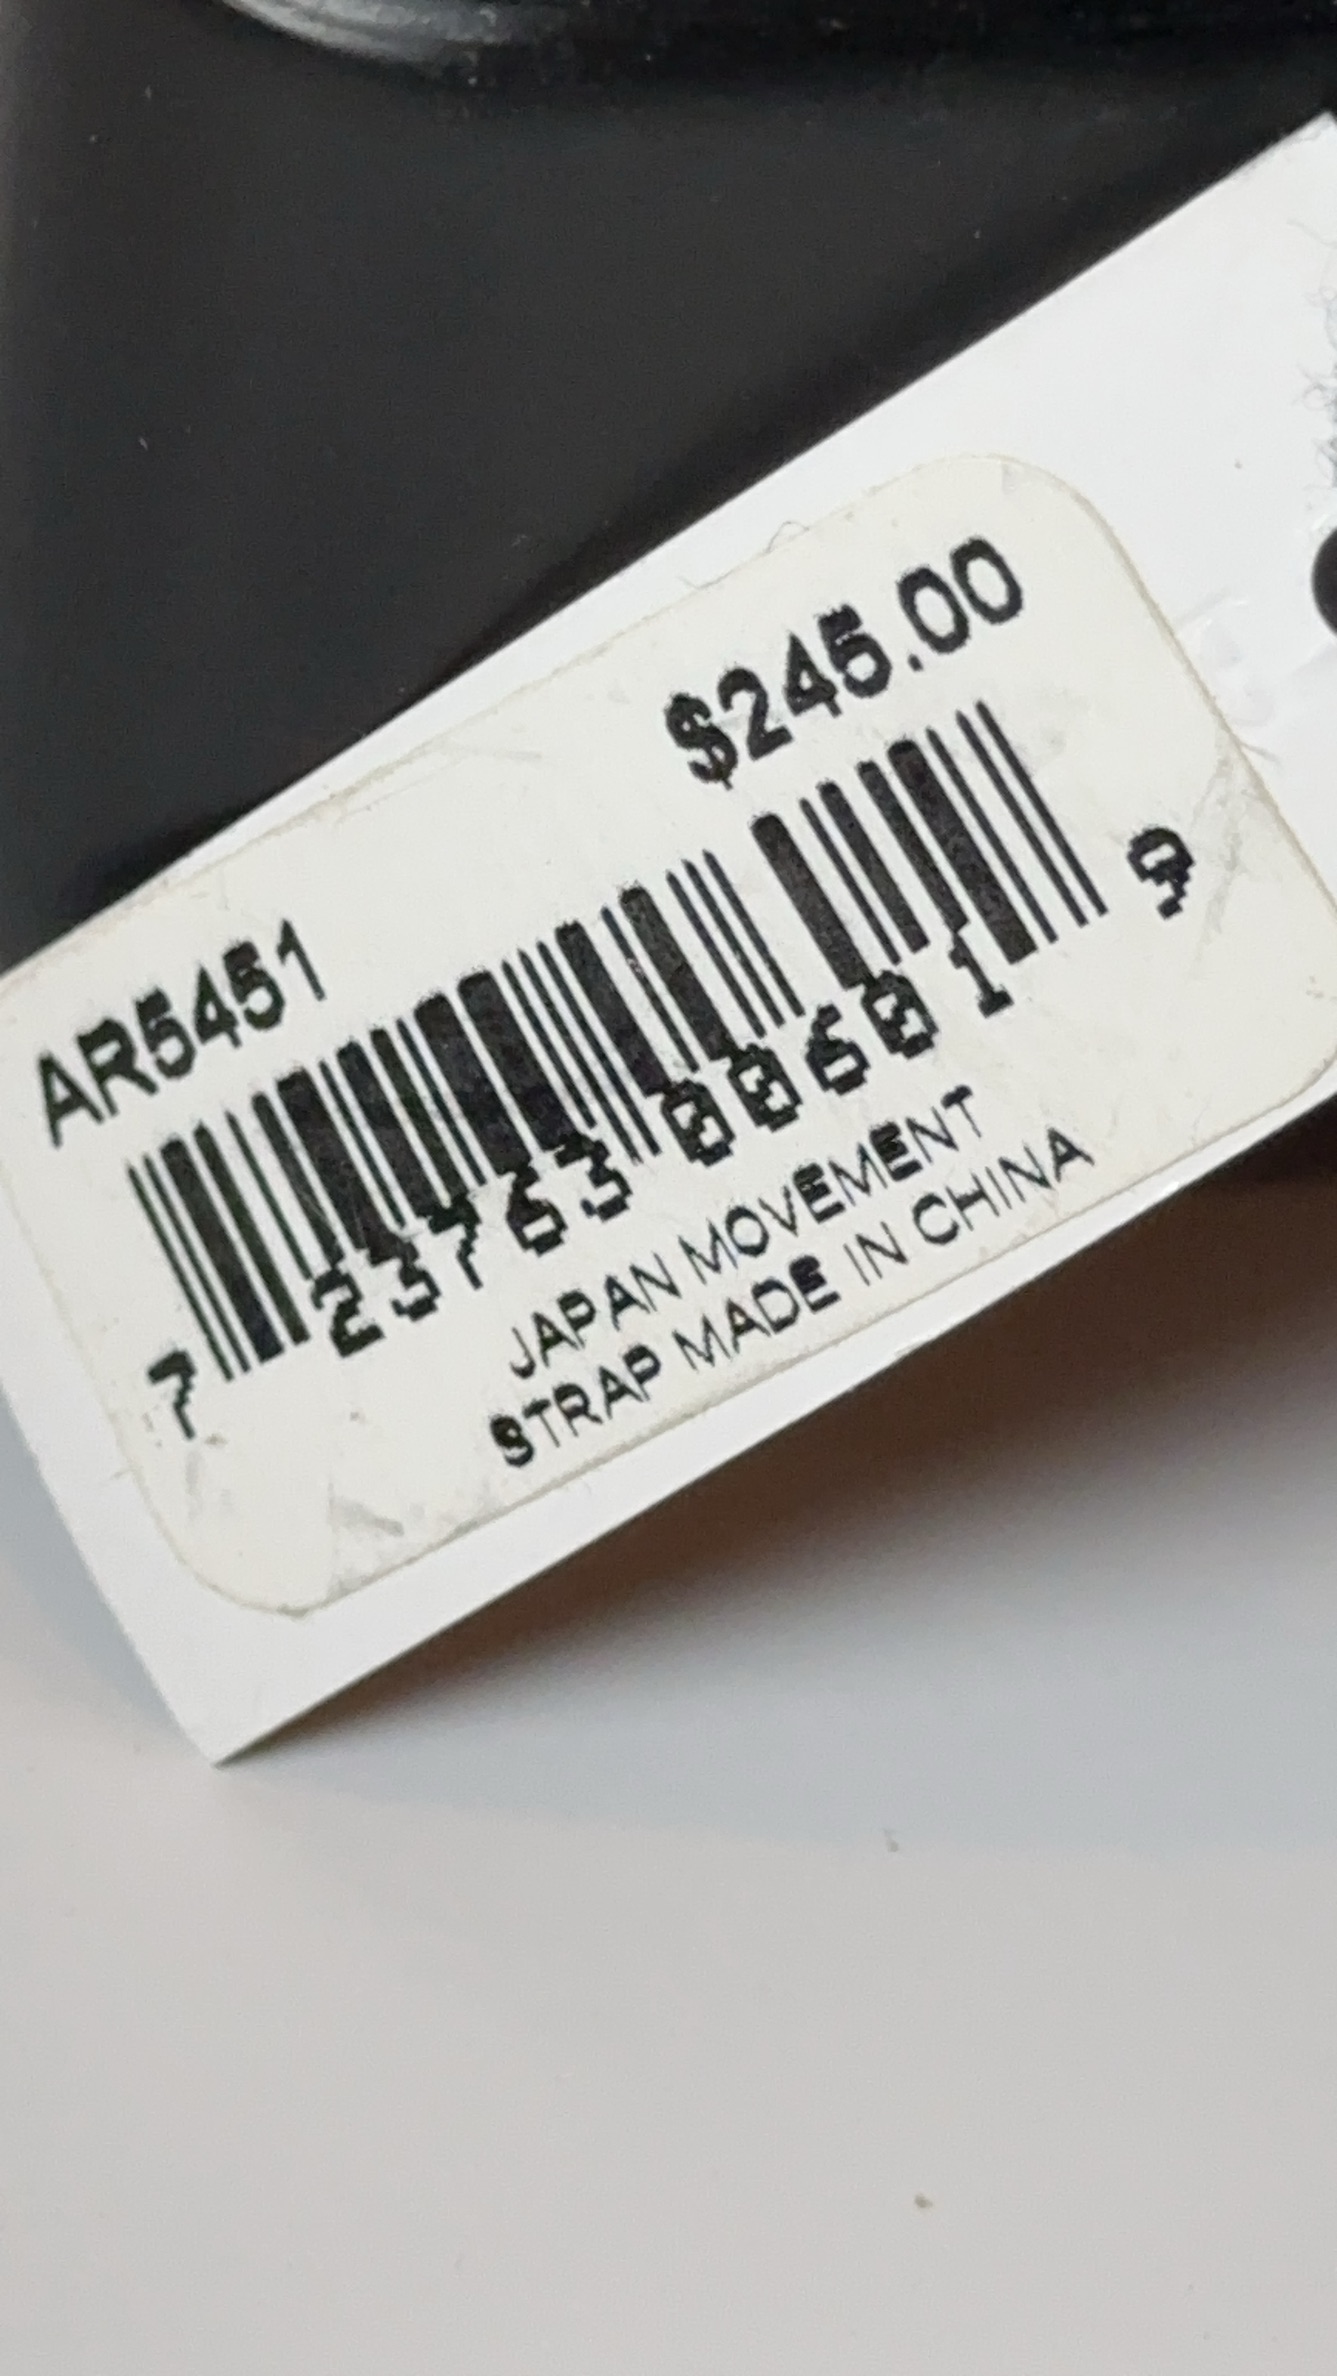 $245.00
AR5451
7 23763 00601 9
JAPAN MOVEMENT
STRAP MADE IN CHINA